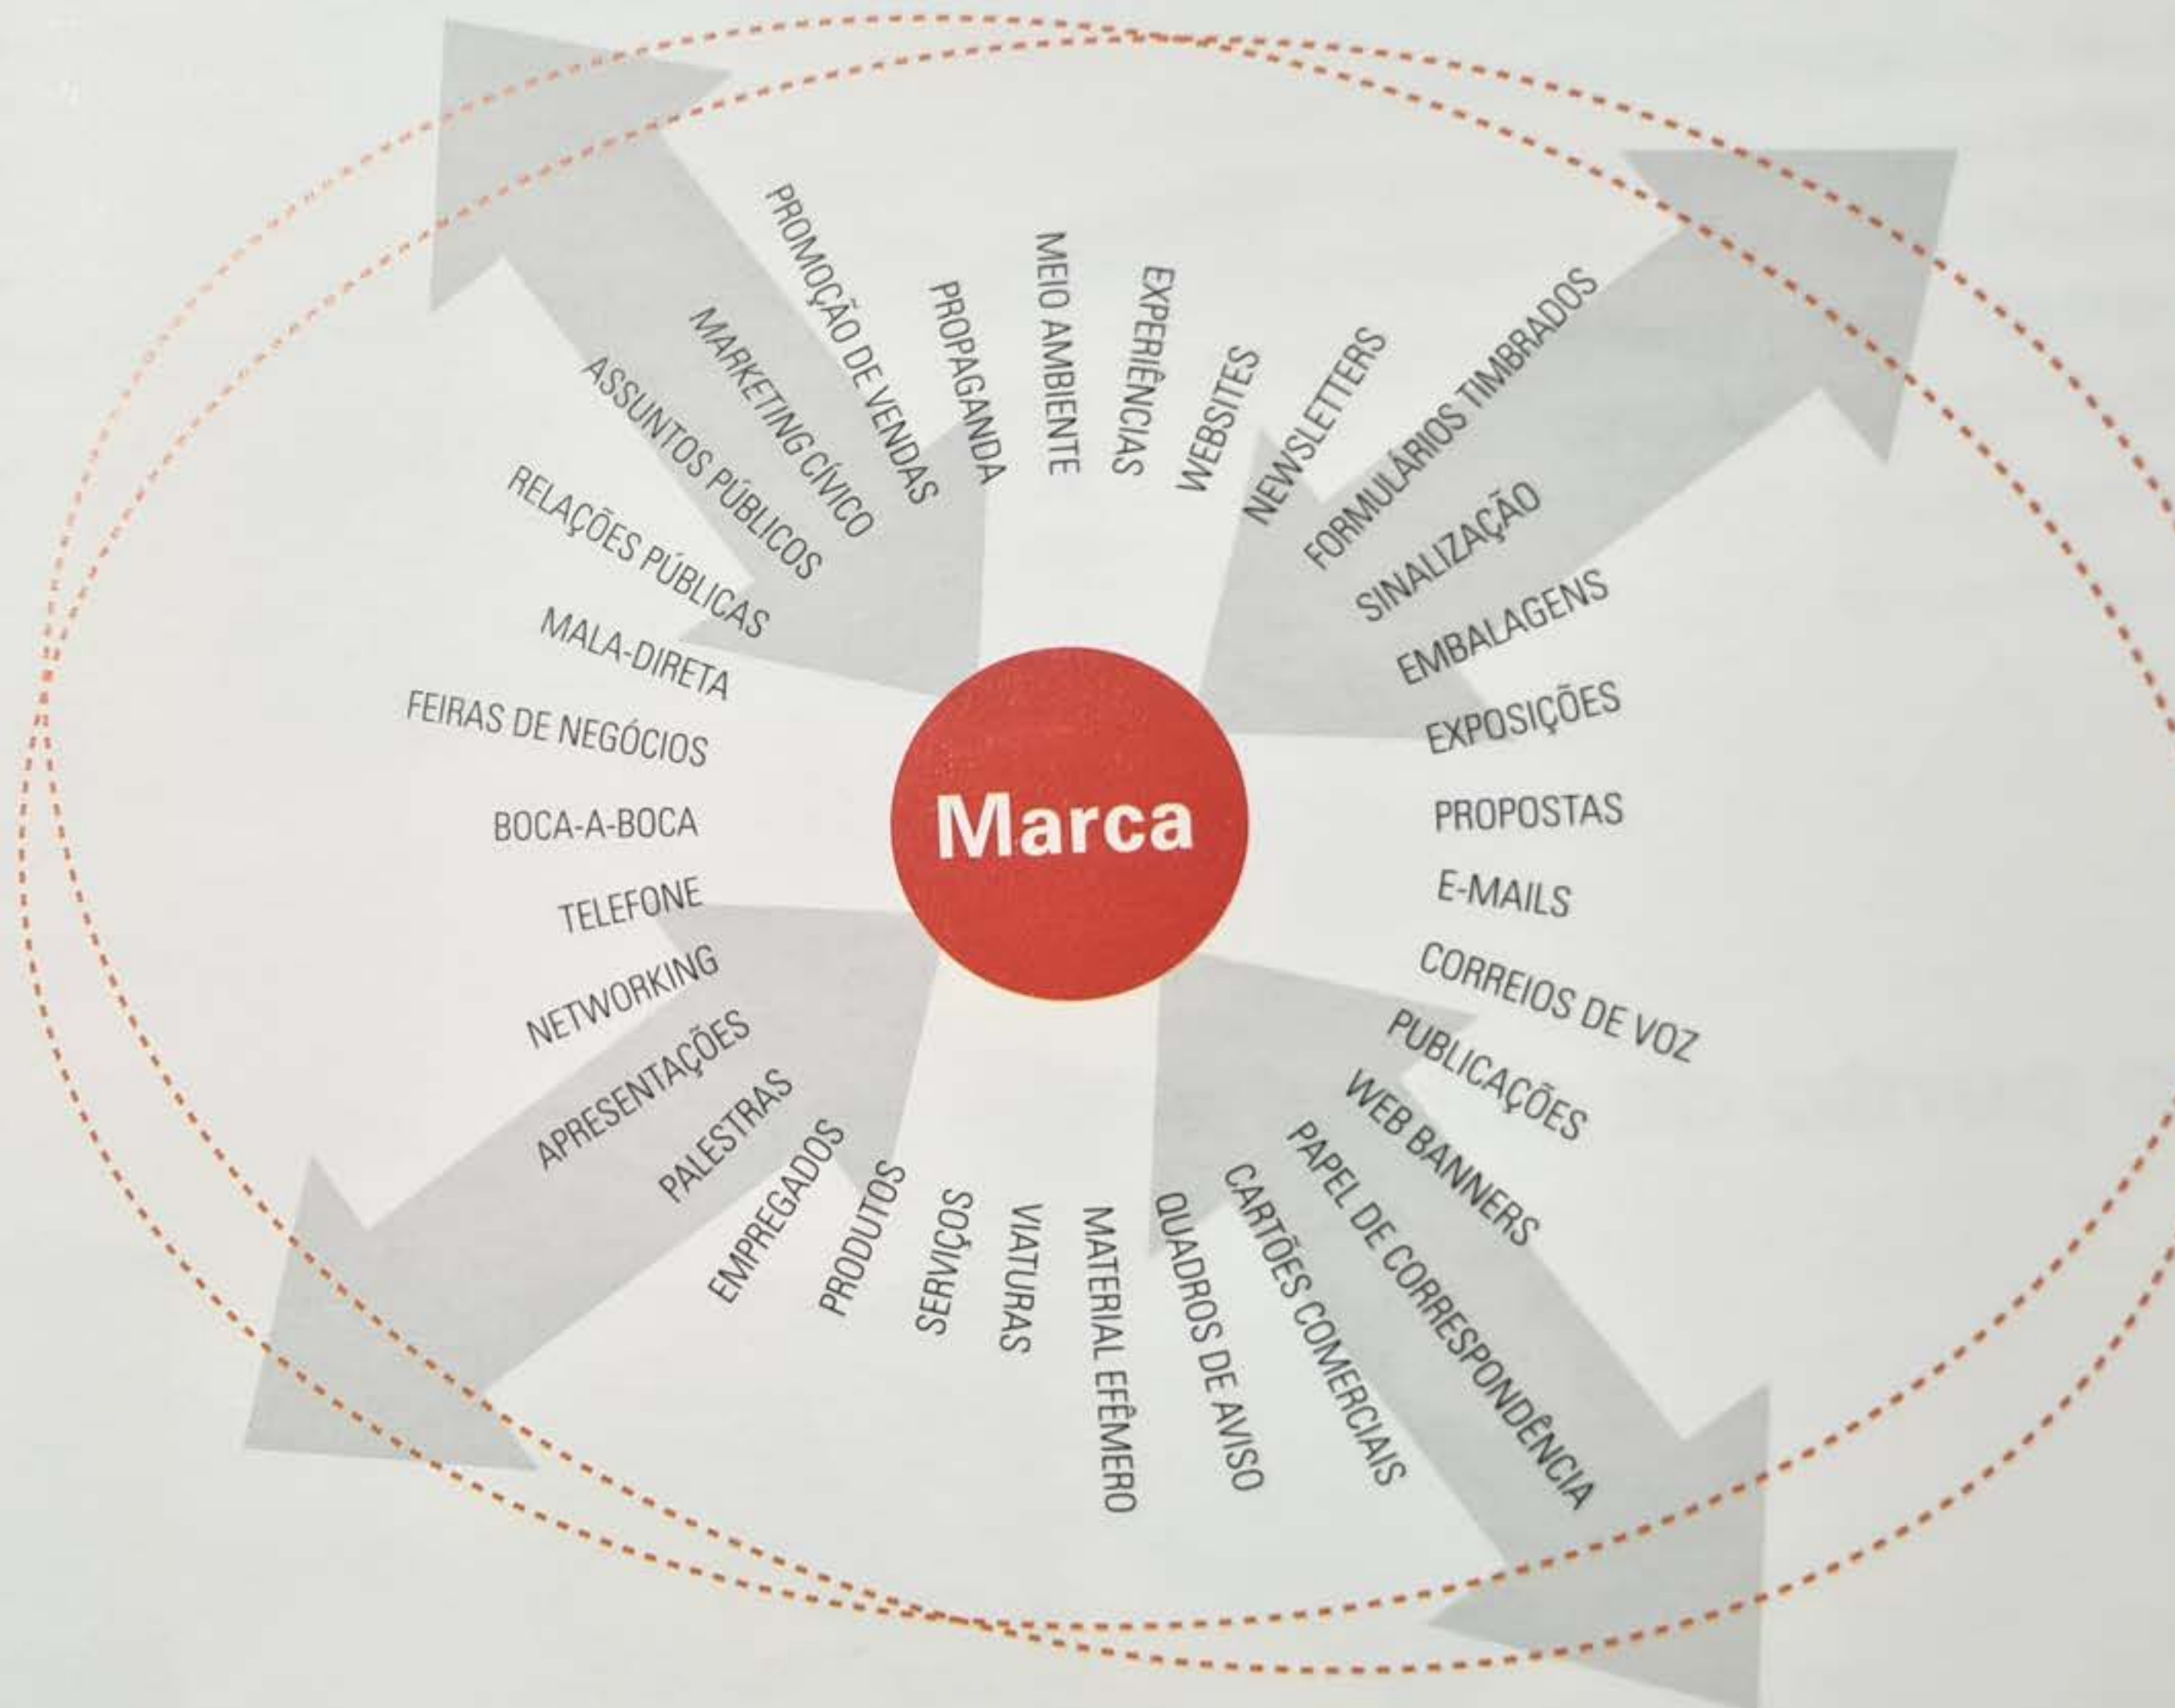 MEIO AMBIENTE
EXPERIÊNCIAS
WEBSITES
NEWSLETTERS
FORMULÁRIOS TIMBRADOS
SINALIZAÇÃO
EMBALAGENS
EXPOSIÇÕES
PROPOSTAS
E-MAILS
CORREIOS DE VOZ
PUBLICAÇÕES
WEB BANNERS
PAPEL DE CORRESPONDÊNCIA
CARTÕES COMERCIAIS
QUADROS DE AVISO
MATERIAL EFÊMERO
VIATURAS
SERVIÇOS
PRODUTOS
EMPREGADOS
PALESTRAS
APRESENTAÇÕES
NETWORKING
TELEFONE
BOCA-A-BOCA
FEIRAS DE NEGÓCIOS
MALA-DIRETA
RELAÇÕES PÚBLICAS
ASSUNTOS PÚBLICOS
MARKETING CÍVICO
PROMOÇÃO DE VENDAS
PROPAGANDA
Marca